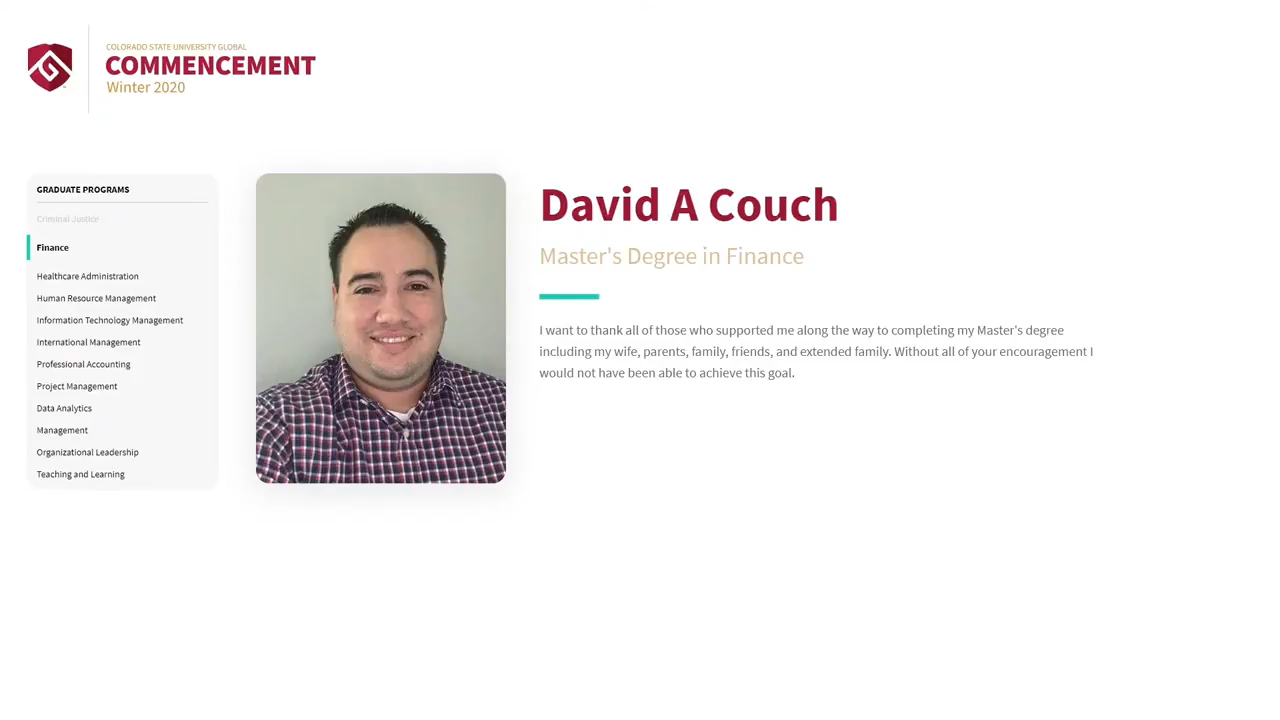 COLORADO STATE UNIVERSITY GLOBAL
COMMENCEMENT
Winter 2020
GRADUATE PROGRAMS
Criminal Justice
Finance
Healthcare Administration
Human Resource Management
Information Technology Management
International Management
Professional Accounting
Project Management
Data Analytics
Management
Organizational Leadership
Teaching and Learning
David A Couch
Master's Degree in Finance
I want to thank all of those who supported me along the way to completing my Master's degree
including my wife, parents, family, friends, and extended family. Without all of your encouragement I
would not have been able to achieve this goal.